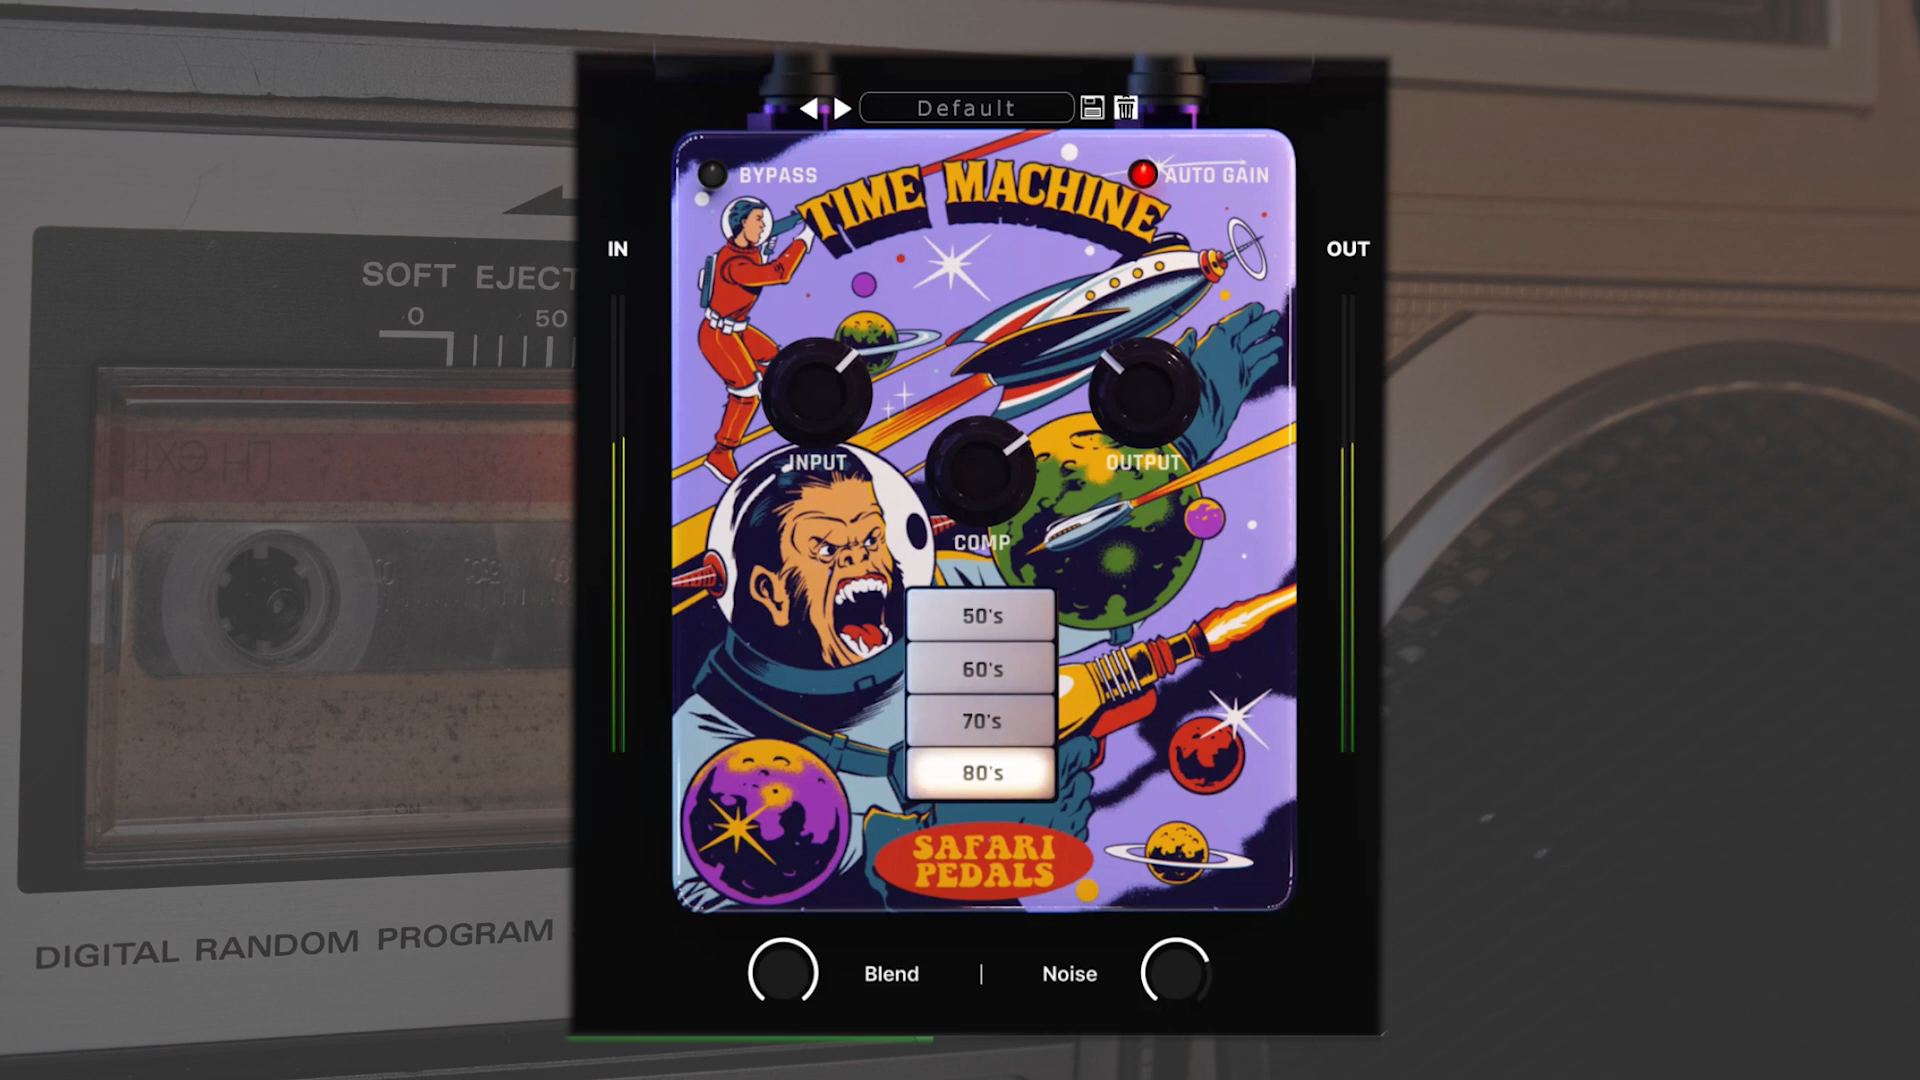 Default
BYPASS
AUTO GAIN
TIME MACHINE
IN
OUT
SOFT EJECT
0 50
INPUT
OUTPUT
COMP
50's
60's
70's
80's
SAFARI
PEDALS
DIGITAL RANDOM PROGRAM
Blend | Noise